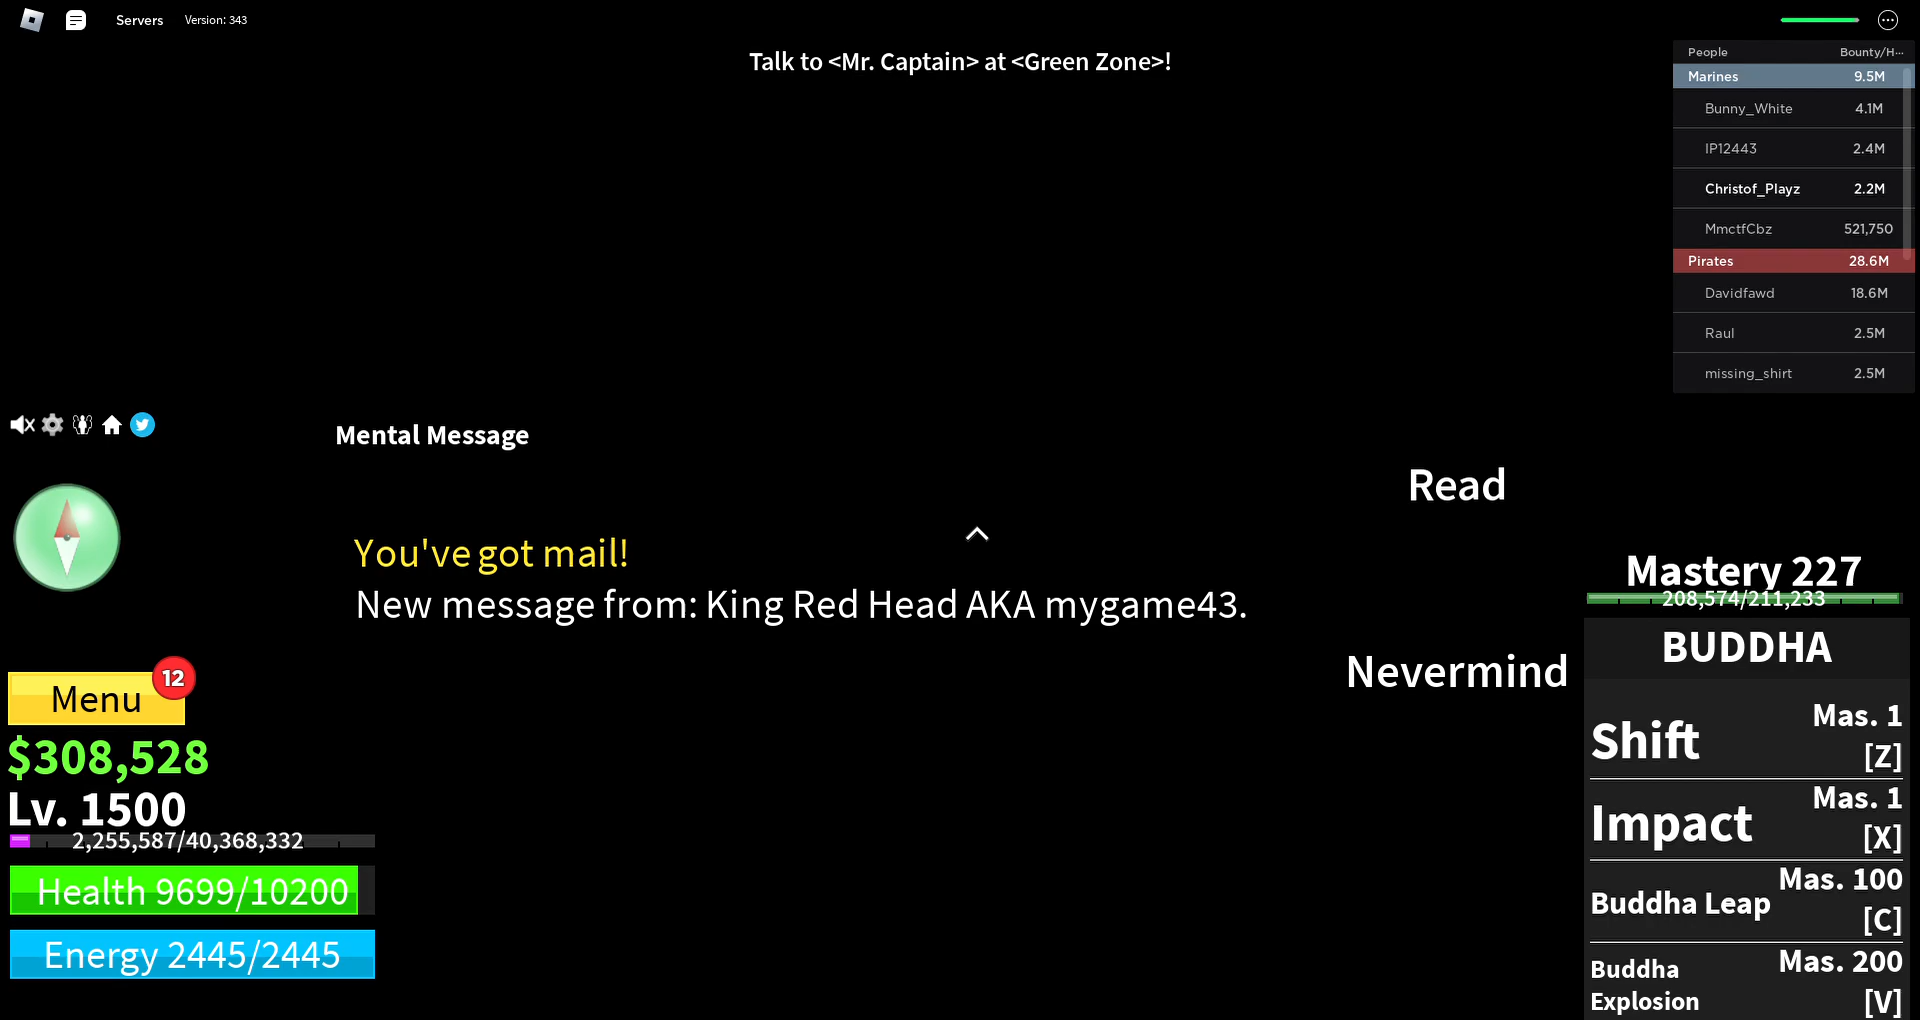 Servers Version: 343
Talk to <Mr. Captain> at <Green Zone>!
People Bounty/H...
Marines 9.5M
Bunny_White 4.1M
IP12443 2.4M
Christof_Playz 2.2M
MmctfCbz 521,750
Pirates 28.6M
Davidfawd 18.6M
Raul 2.5M
missing_shirt 2.5M
Mental Message
Read
You've got mail!
New message from: King Red Head AKA mygame43.
Nevermind
Mastery 227
208,574/211,233
BUDDHA
Shift Mas. 1
[Z]
Impact Mas. 1
[X]
Buddha Leap Mas. 100
[C]
Buddha Explosion Mas. 200
[V]
12
Menu
$308,528
Lv. 1500
2,255,587/40,368,332
Health 9699/10200
Energy 2445/2445